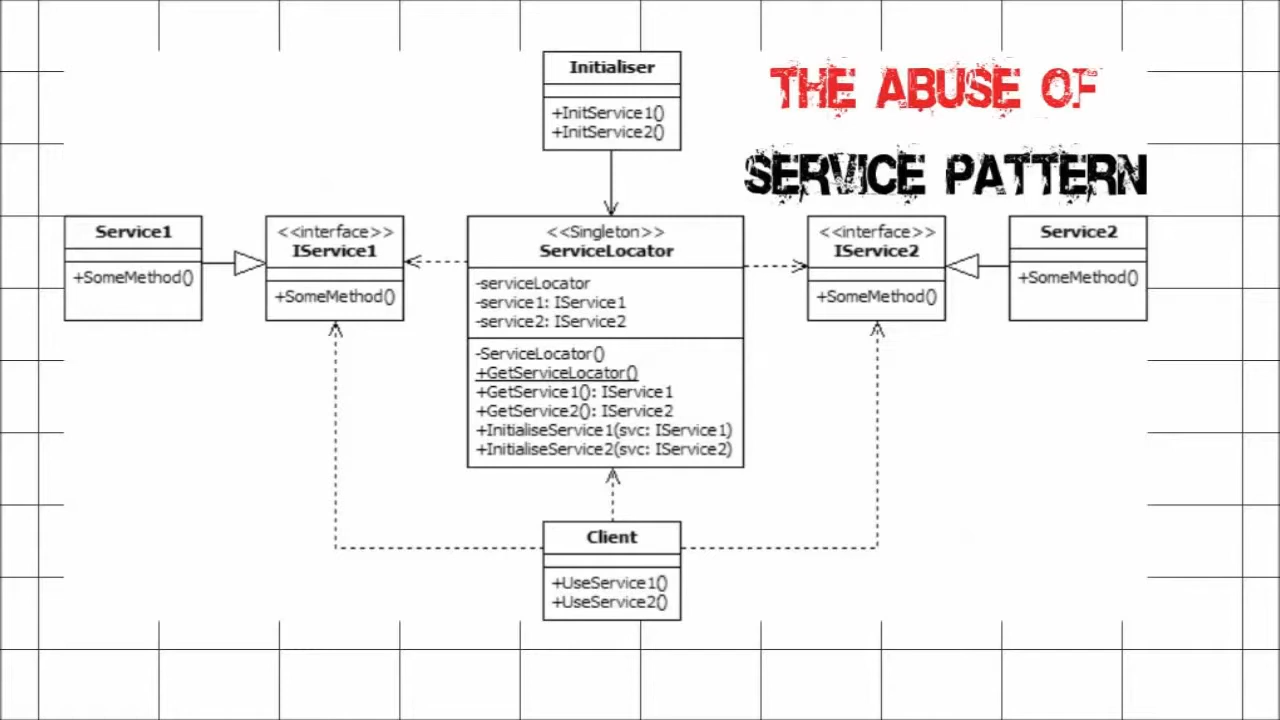 THE ABUSE OF
SERVICE PATTERN
Initialiser
+InitService1()
+InitService2()
Service1
+SomeMethod()
<<interface>>
IService1
+SomeMethod()
<<Singleton>>
ServiceLocator
-serviceLocator
-service1: IService1
-service2: IService2
-ServiceLocator()
+GetServiceLocator()
+GetService1(): IService1
+GetService2(): IService2
+InitialiseService1(svc: IService1)
+InitialiseService2(svc: IService2)
<<interface>>
IService2
+SomeMethod()
Service2
+SomeMethod()
Client
+UseService1()
+UseService2()